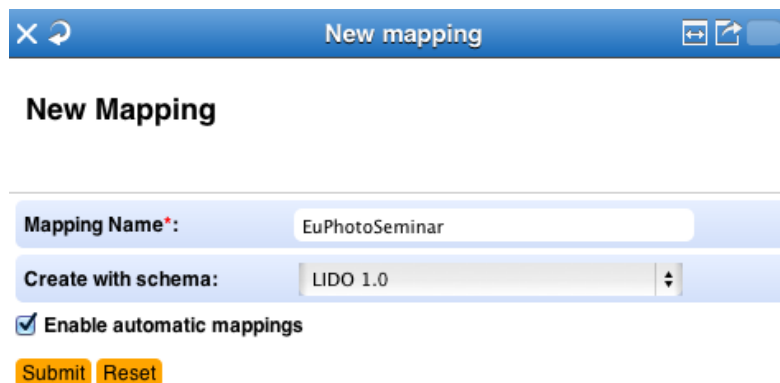 New mapping
New Mapping
Mapping Name*: EuPhotoSeminar
Create with schema: LIDO 1.0
Enable automatic mappings
Submit Reset